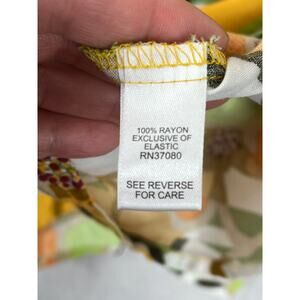 100% RAYON
EXCLUSIVE OF
ELASTIC
RN37080
SEE REVERSE
FOR CARE